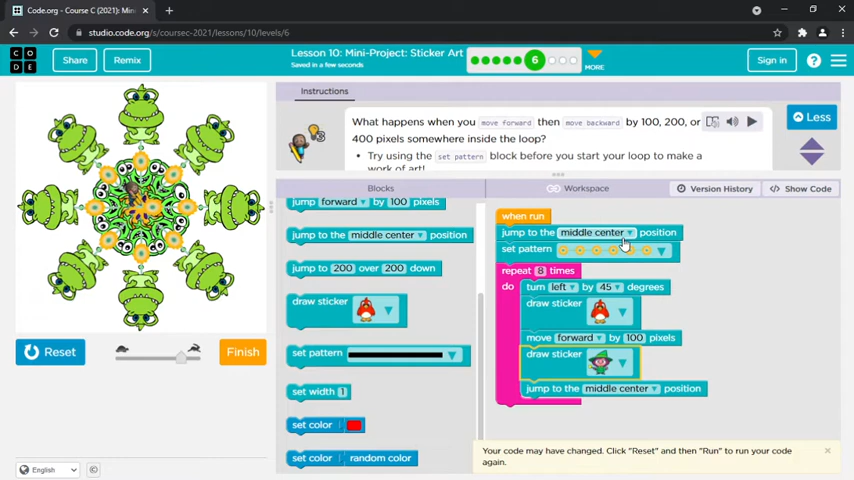 Code.org - Course C (2021): Mini
studio.code.org/s/coursec-2021/lessons/10/levels/6
C O
D E
Share
Remix
Lesson 10: Mini-Project: Sticker Art
Saved in a few seconds
6
MORE
Sign in
?
Instructions
What happens when you move forward then move backward by 100, 200, or
400 pixels somewhere inside the loop?
• Try using the set pattern block before you start your loop to make a
work of art!
3
Less
Blocks
Workspace
Version History
Show Code
jump forward by 100 pixels
jump to the middle center position
jump to 200 over 200 down
draw sticker
set pattern
set width 1
set color
set color random color
when run
jump to the middle center position
set pattern
repeat 8 times
do turn left by 45 degrees
draw sticker
move forward by 100 pixels
draw sticker
jump to the middle center position
Reset
Finish
Your code may have changed. Click "Reset" and then "Run" to run your code
again.
English